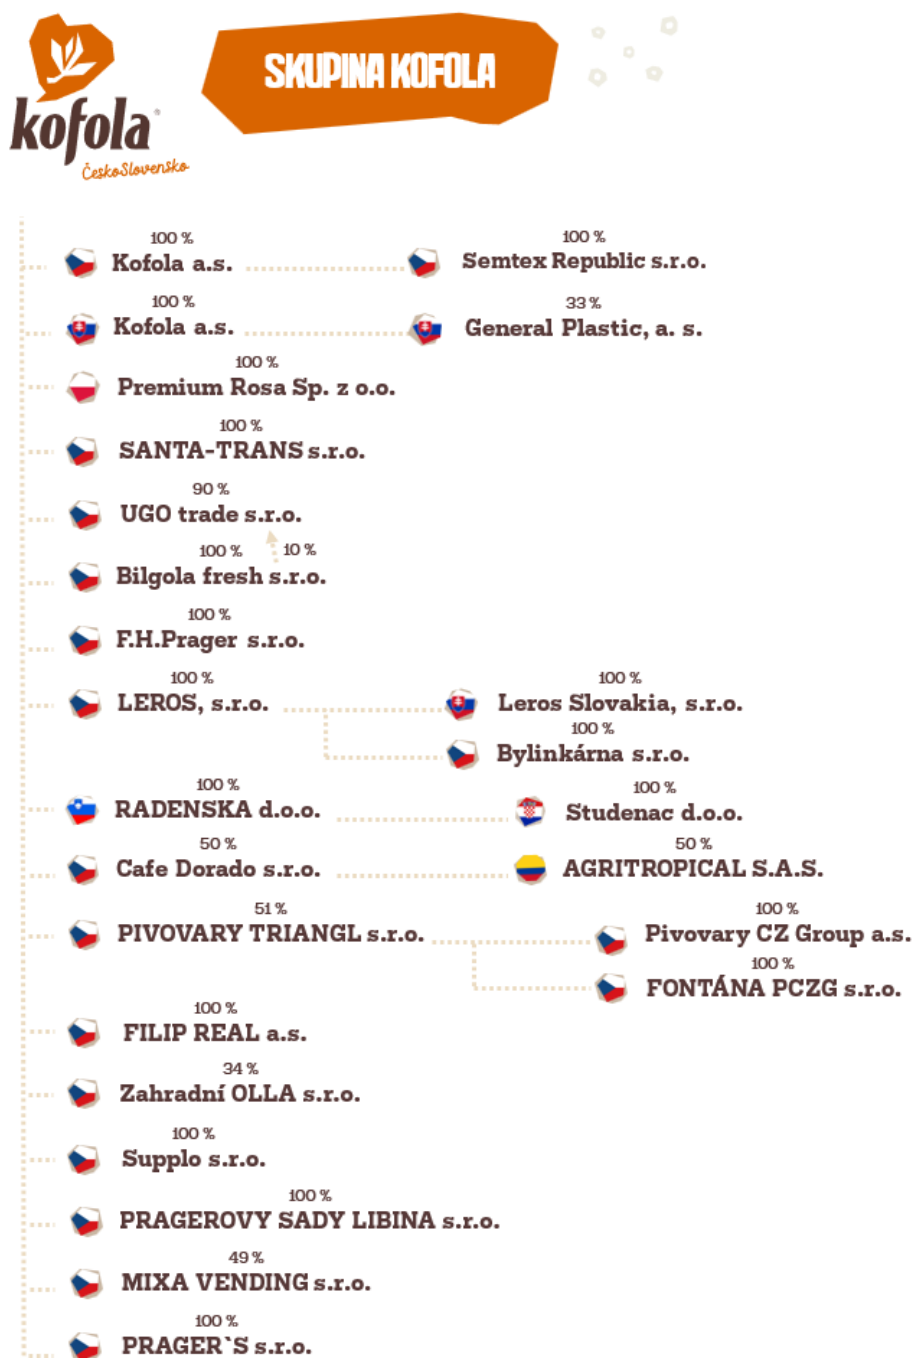 kofola
ČeskoSlovensko
SKUPINA KOFOLA
100 %
Kofola a.s.
100 %
Semtex Republic s.r.o.
100 %
Kofola a.s.
33 %
General Plastic, a. s.
100 %
Premium Rosa Sp. z o.o.
100 %
SANTA-TRANS s.r.o.
90 %
UGO trade s.r.o.
100 %
10 %
Bilgola fresh s.r.o.
100 %
F.H.Prager s.r.o.
100 %
LEROS, s.r.o.
100 %
Leros Slovakia, s.r.o.
100 %
Bylinkárna s.r.o.
100 %
RADENSKA d.o.o.
100 %
Studenac d.o.o.
50 %
Cafe Dorado s.r.o.
50 %
AGRITROPICAL S.A.S.
51 %
PIVOVARY TRIANGL s.r.o.
100 %
Pivovary CZ Group a.s.
100 %
FONTÁNA PCZG s.r.o.
100 %
FILIP REAL a.s.
34 %
Zahradní OLLA s.r.o.
100 %
Supplo s.r.o.
100 %
PRAGEROVY SADY LIBINA s.r.o.
49 %
MIXA VENDING s.r.o.
100 %
PRAGER`S s.r.o.